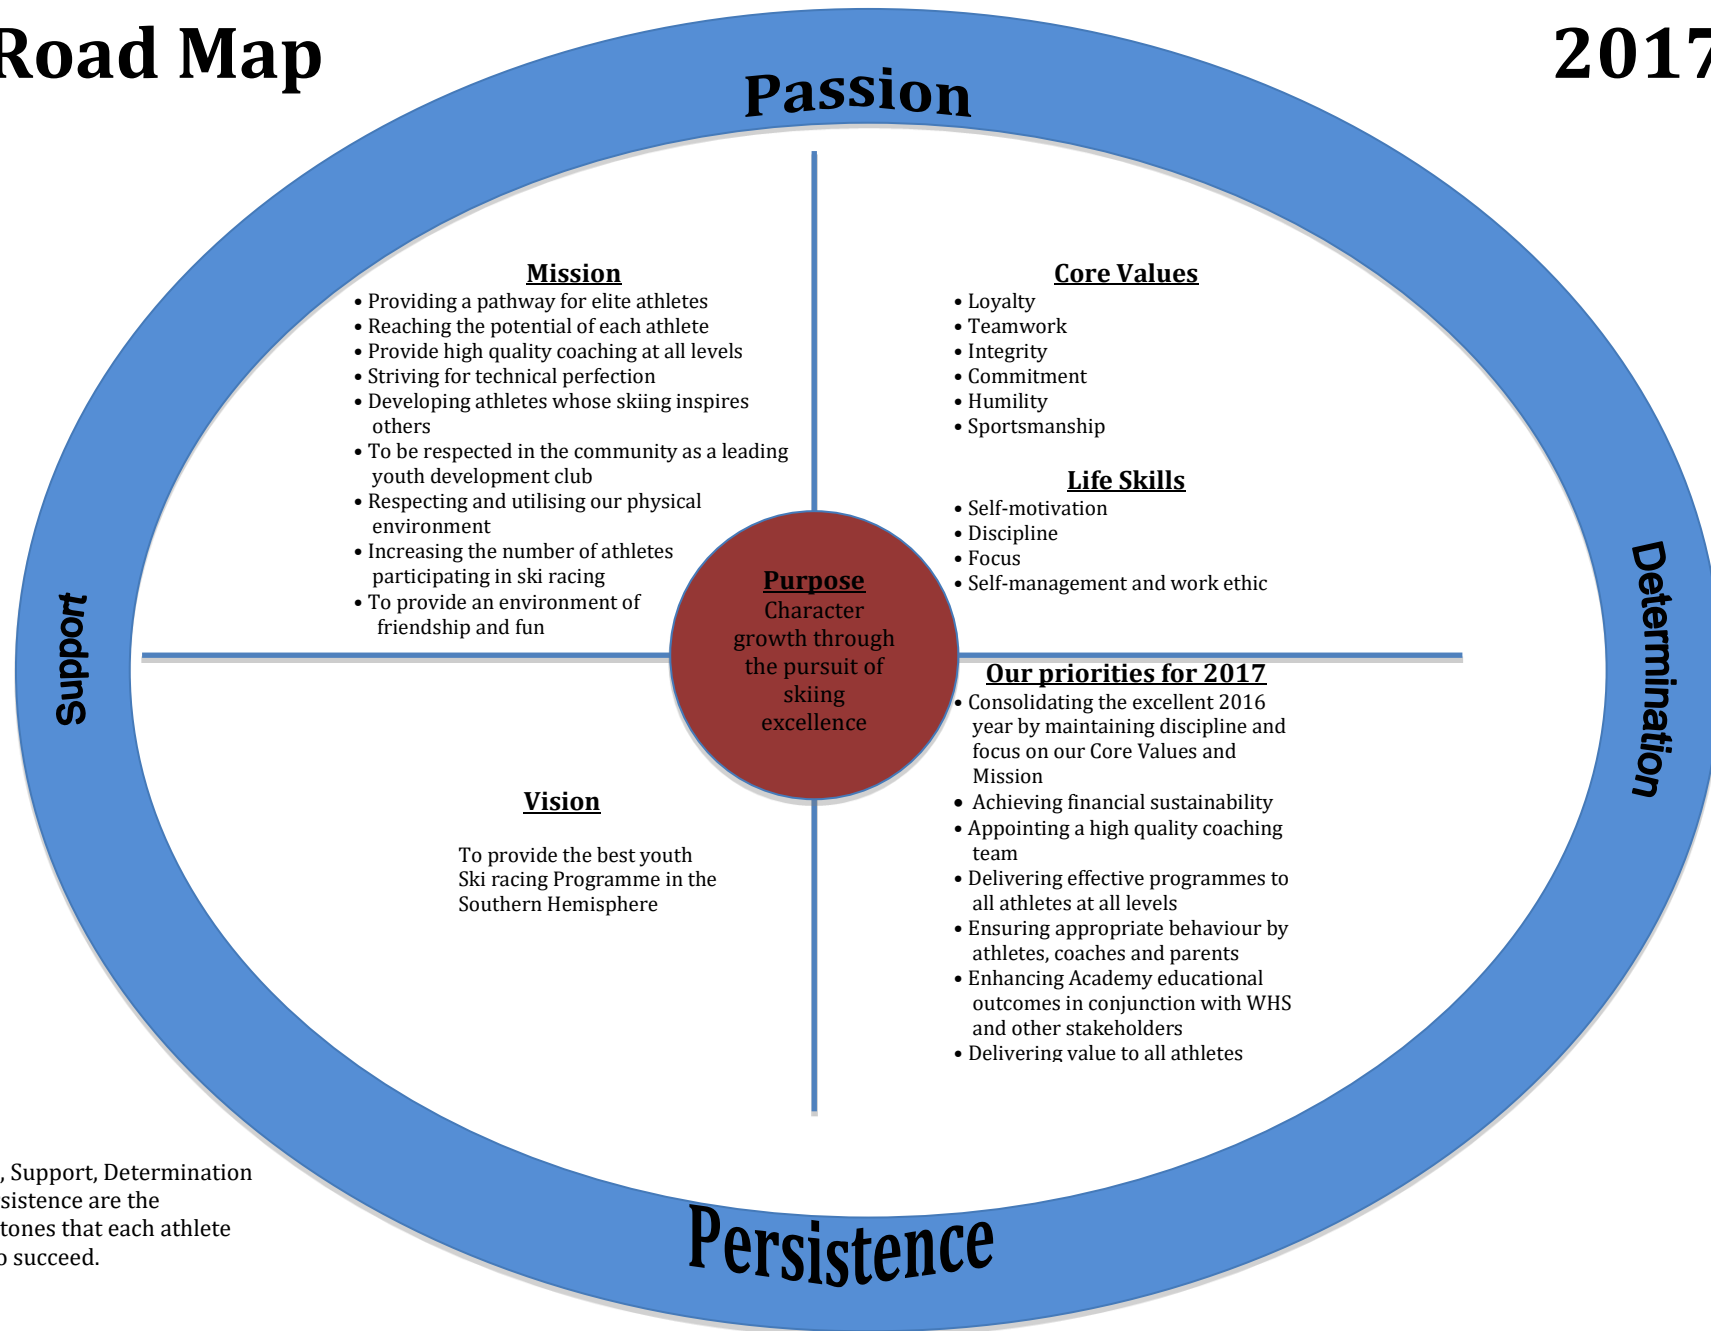 Road Map
2017
Passion
Mission
• Providing a pathway for elite athletes
• Reaching the potential of each athlete
• Provide high quality coaching at all levels
• Striving for technical perfection
• Developing athletes whose skiing inspires
others
• To be respected in the community as a leading
youth development club
• Respecting and utilising our physical
environment
• Increasing the number of athletes
participating in ski racing
• To provide an environment of
friendship and fun
Core Values
• Loyalty
• Teamwork
• Integrity
• Commitment
• Humility
• Sportsmanship
Life Skills
• Self-motivation
• Discipline
• Focus
• Self-management and work ethic
Support
Purpose
Character
growth through
the pursuit of
skiing
excellence
Determination
Vision
To provide the best youth
Ski racing Programme in the
Southern Hemisphere
Our priorities for 2017
• Consolidating the excellent 2016
year by maintaining discipline and
focus on our Core Values and
Mission
• Achieving financial sustainability
• Appointing a high quality coaching
team
• Delivering effective programmes to
all athletes at all levels
• Ensuring appropriate behaviour by
athletes, coaches and parents
• Enhancing Academy educational
outcomes in conjunction with WHS
and other stakeholders
• Delivering value to all athletes
, Support, Determination
sistence are the
tones that each athlete
o succeed.
Persistence